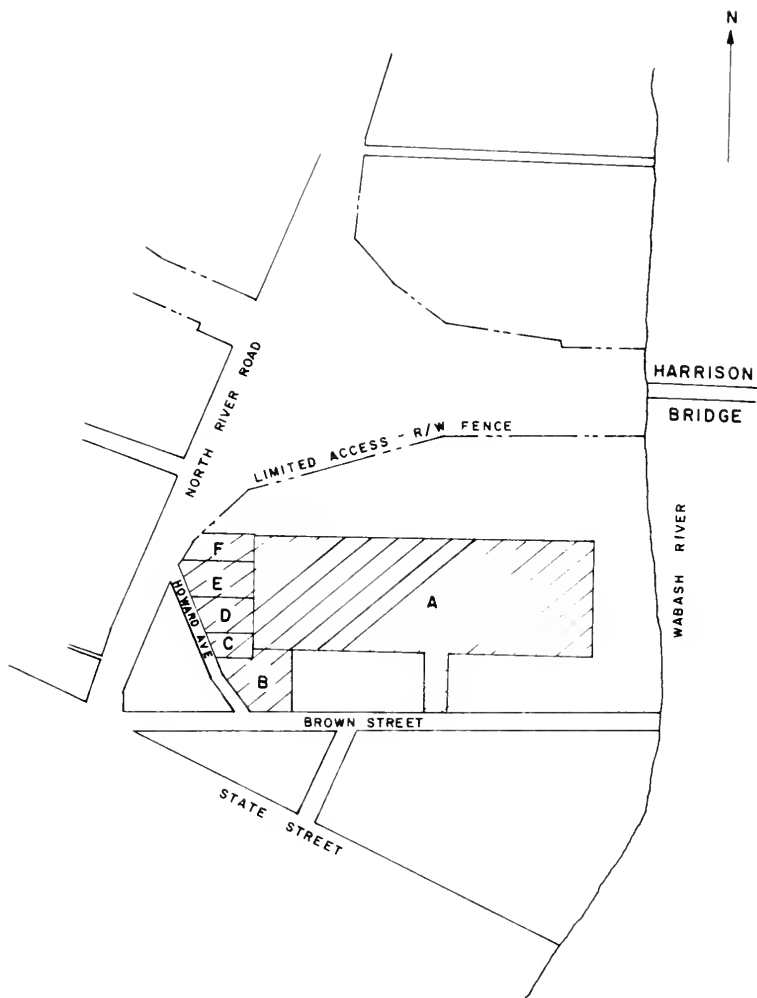 N
HARRISON
BRIDGE
NORTH RIVER ROAD
LIMITED ACCESS - R/W FENCE
WABASH RIVER
F
E
HOWARD AVE
D
A
C
B
BROWN STREET
STATE STREET